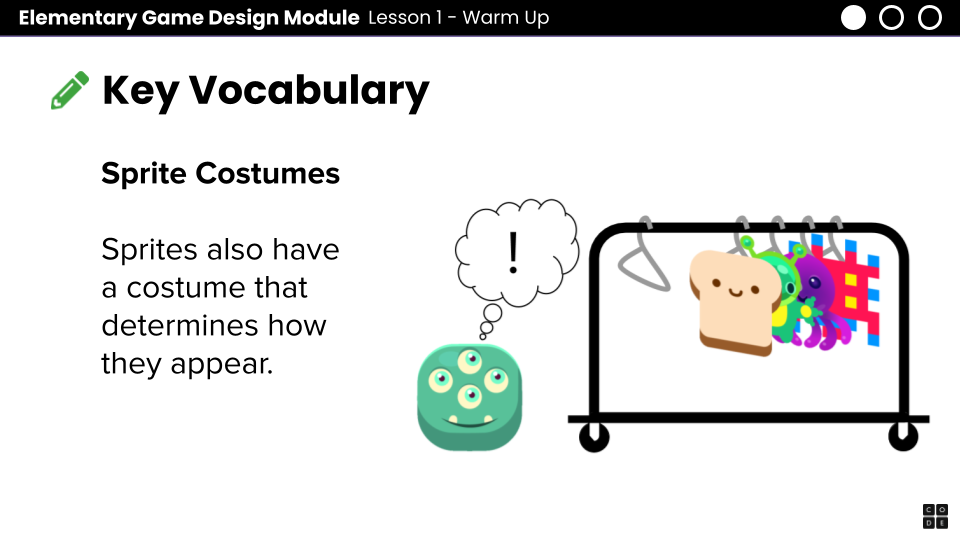 Elementary Game Design Module Lesson 1 - Warm Up
Key Vocabulary
Sprite Costumes
Sprites also have
a costume that
determines how
they appear.
!
C O
D E